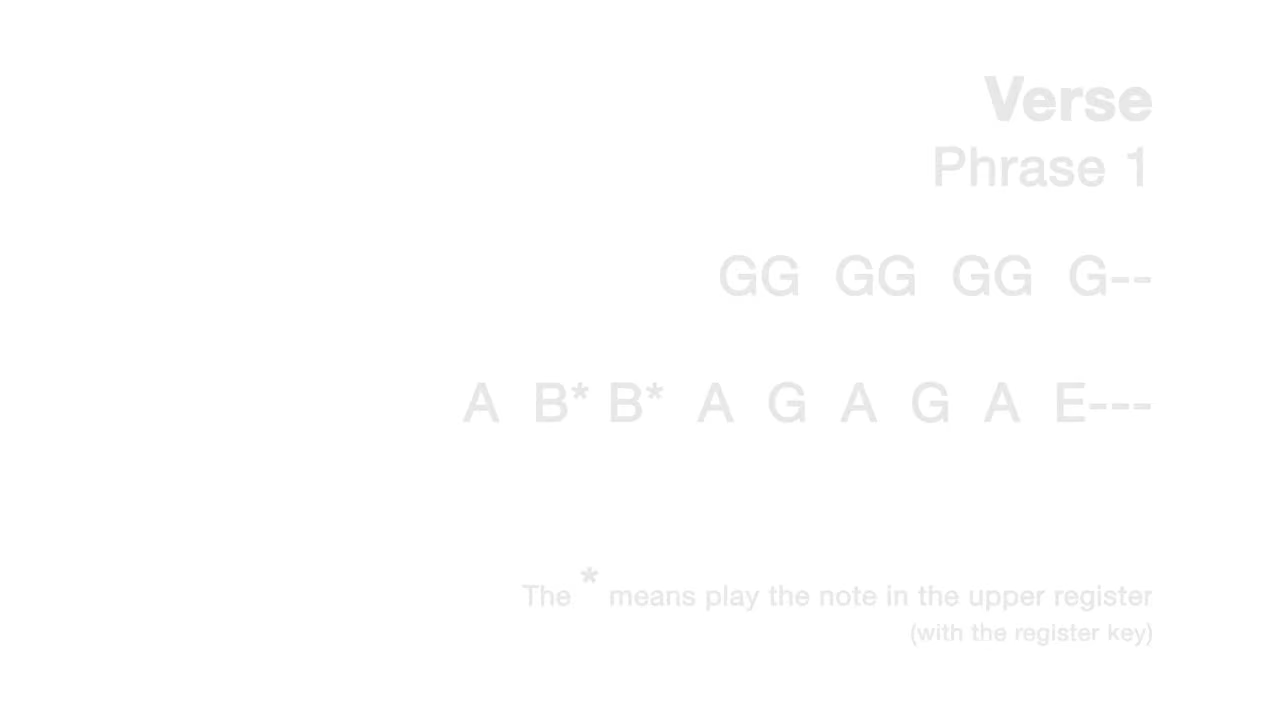 Verse
Phrase 1
GG GG GG G--
A B* B* A G A G A E---
The * means play the note in the upper register
(with the register key)